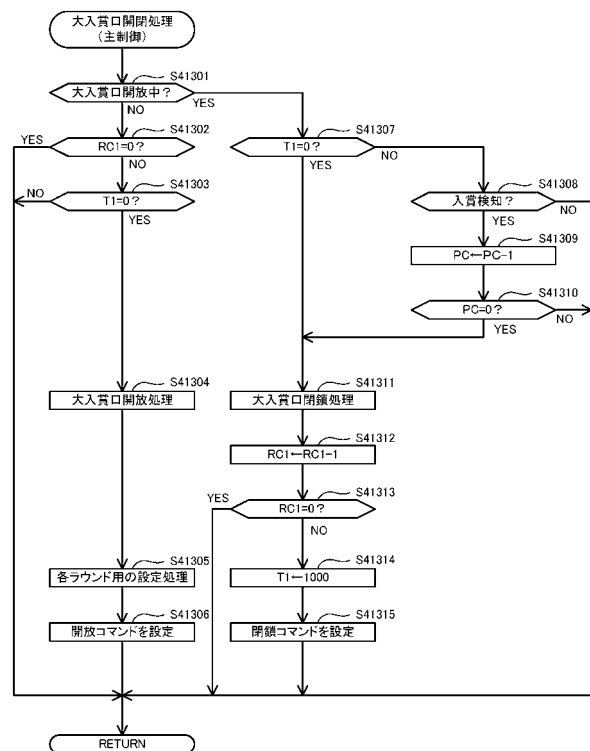 大入賞口開閉処理
(主制御)
S41301
大入賞口開放中？
YES
NO
S41302
YES
RC1=0？
NO
S41307
T1=0？
NO
YES
S41303
NO
T1=0？
YES
S41308
入賞検知？
NO
YES
S41309
PC←PC-1
S41310
PC=0？
NO
YES
S41304
大入賞口開放処理
S41311
大入賞口閉鎖処理
S41312
RC1←RC1-1
S41313
YES
RC1=0？
NO
S41305
各ラウンド用の設定処理
S41314
T1←1000
S41306
開放コマンドを設定
S41315
閉鎖コマンドを設定
RETURN